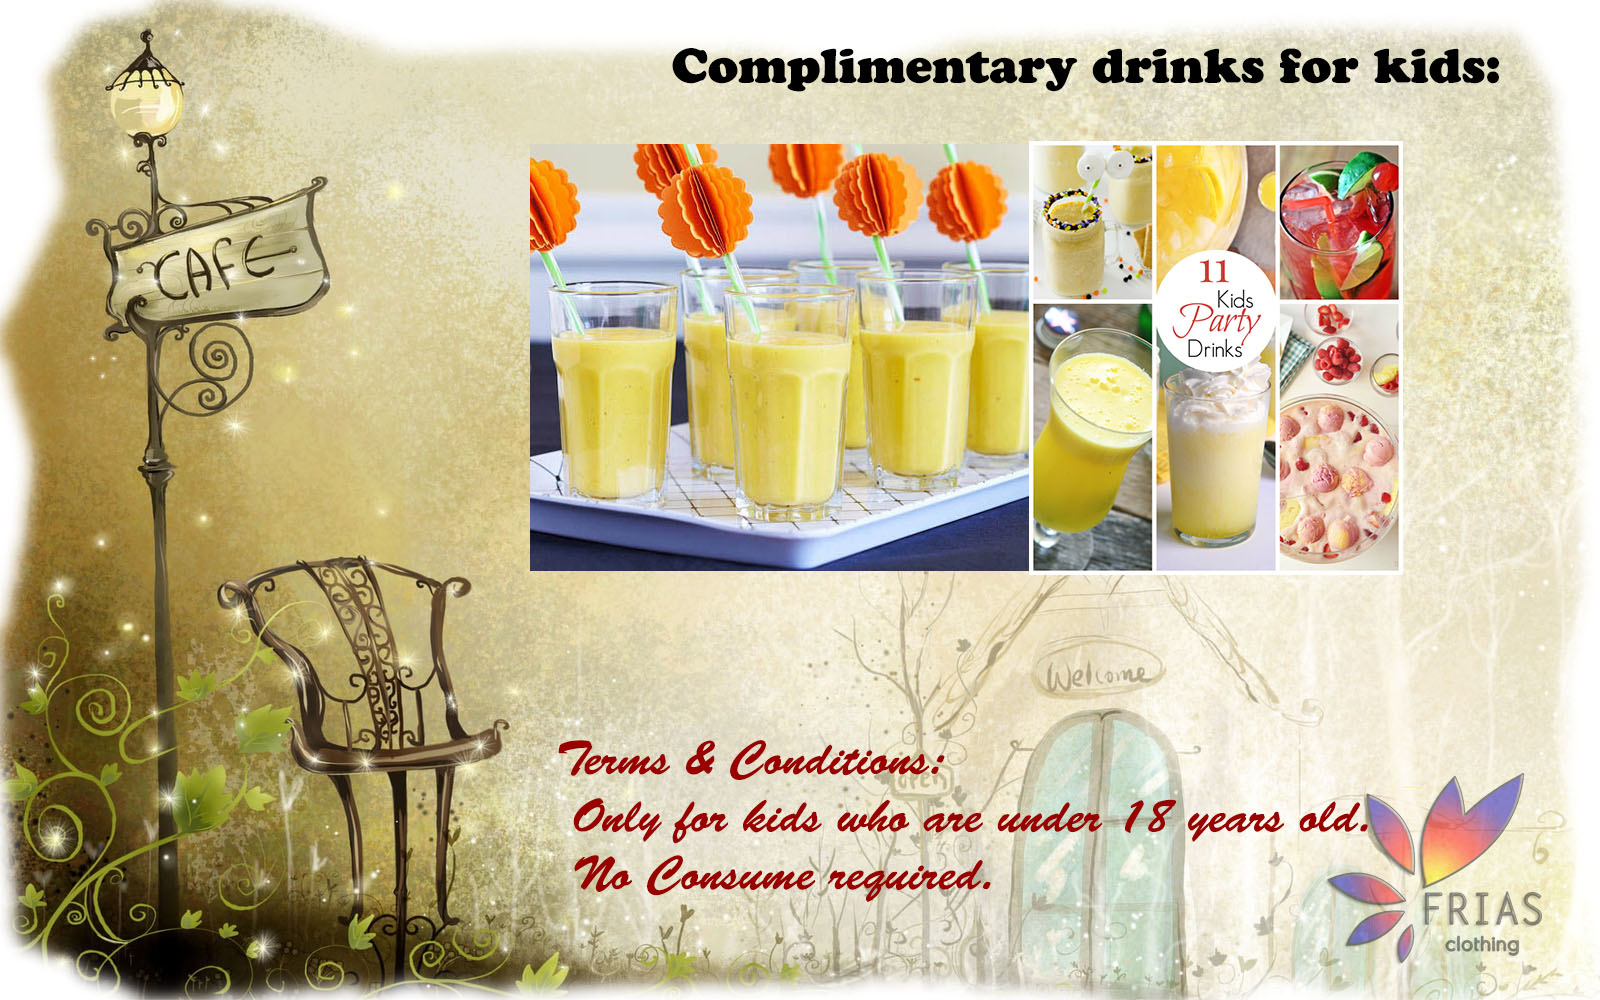 Complimentary drinks for kids:
CAFE
11
Kids
Party
Drinks
Welcome
Terms & Conditions:
open
Only for kids who are under 18 years old.
No Consume required.
FRIAS
clothing